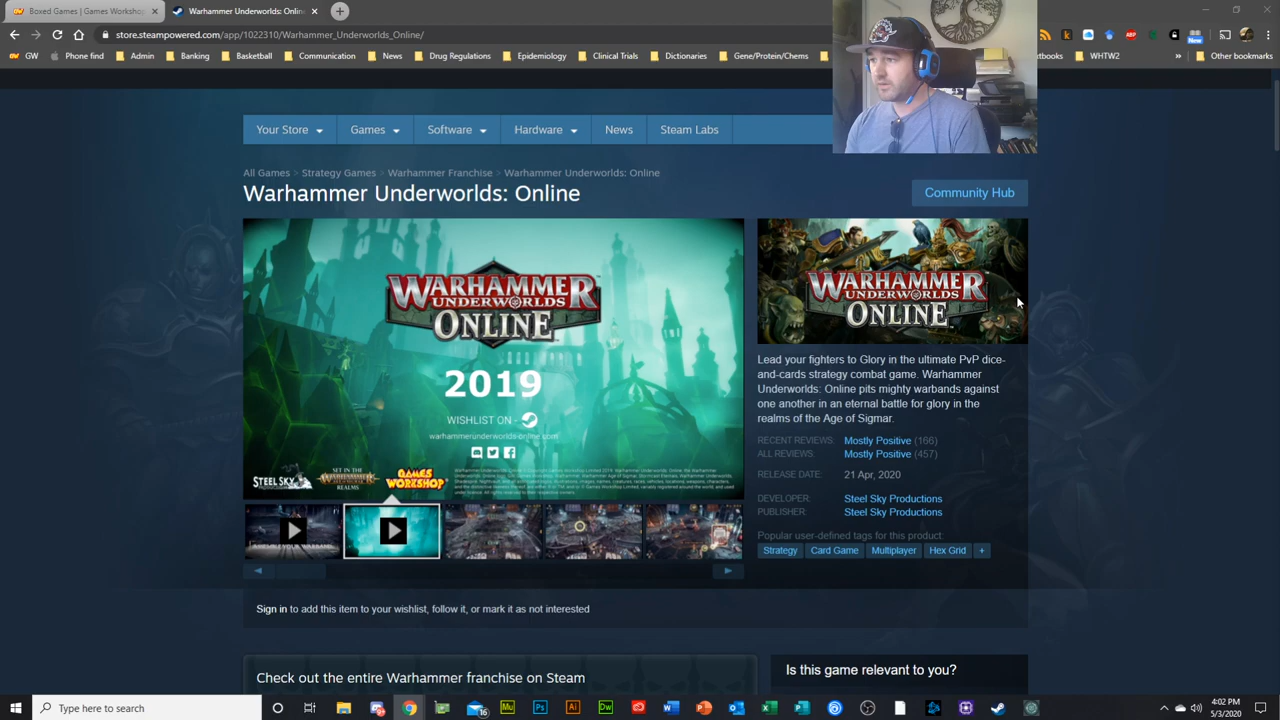 Boxed Games | Games Workshop
Warhammer Underworlds: Onlin
store.steampowered.com/app/1022310/Warhammer_Underworlds_Online/
GW
Phone find
Admin
Banking
Basketball
Communication
News
Drug Regulations
Epidemiology
Clinical Trials
Dictionaries
Gene/Protein/Chems
WHTW2
Other bookmarks
Your Store
Games
Software
Hardware
News
Steam Labs
All Games > Strategy Games > Warhammer Franchise > Warhammer Underworlds: Online
Warhammer Underworlds: Online
Community Hub
WARHAMMER
UNDERWORLDS
ONLINE
2019
WISHLIST ON -
warhammerunderworlds-online.com
STEEL SKY
SET IN THE
REALMS
GAMES
WORKSHOP
WARHAMMER
UNDERWORLDS
ONLINE
Lead your fighters to Glory in the ultimate PvP dice-
and-cards strategy combat game. Warhammer
Underworlds: Online pits mighty warbands against
one another in an eternal battle for glory in the
realms of the Age of Sigmar.
RECENT REVIEWS: Mostly Positive (166)
ALL REVIEWS: Mostly Positive (457)
RELEASE DATE: 21 Apr, 2020
DEVELOPER: Steel Sky Productions
PUBLISHER: Steel Sky Productions
Popular user-defined tags for this product:
Strategy
Card Game
Multiplayer
Hex Grid
+
Sign in to add this item to your wishlist, follow it, or mark it as not interested
Check out the entire Warhammer franchise on Steam
Is this game relevant to you?
Type here to search
16
4:02 PM
5/3/2020